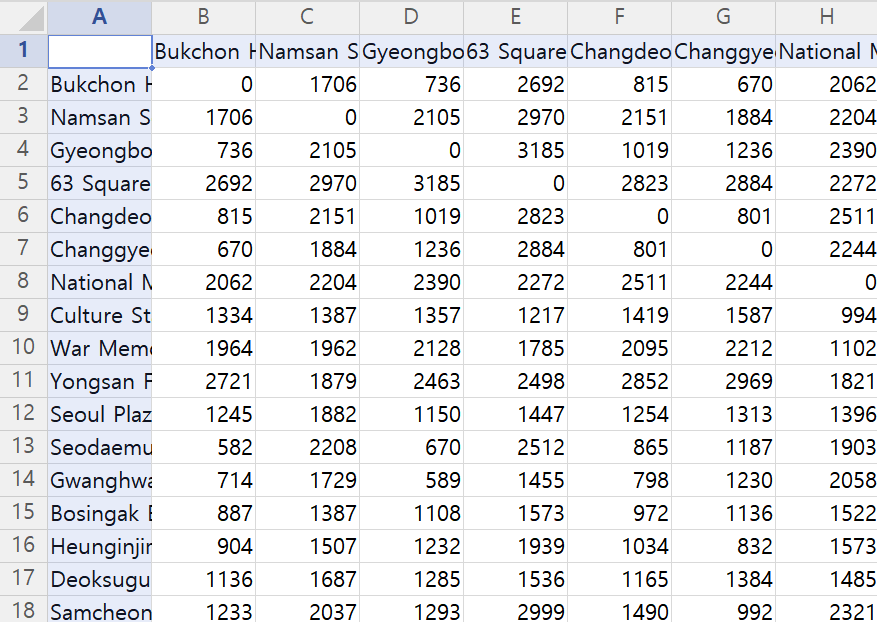 A B C D E F G H
1 Bukchon H Namsan S Gyeongbo 63 Square Changdeo Changgye National M
2 Bukchon H 0 1706 736 2692 815 670 2062
3 Namsan S 1706 0 2105 2970 2151 1884 2204
4 Gyeongbo 736 2105 0 3185 1019 1236 2390
5 63 Square 2692 2970 3185 0 2823 2884 2272
6 Changdeo 815 2151 1019 2823 0 801 2511
7 Changgye 670 1884 1236 2884 801 0 2244
8 National M 2062 2204 2390 2272 2511 2244 0
9 Culture St 1334 1387 1357 1217 1419 1587 994
10 War Mem 1964 1962 2128 1785 2095 2212 1102
11 Yongsan F 2721 1879 2463 2498 2852 2969 1821
12 Seoul Plaz 1245 1882 1150 1447 1254 1313 1396
13 Seodaemu 582 2208 670 2512 865 1187 1903
14 Gwanghwa 714 1729 589 1455 798 1230 2058
15 Bosingak B 887 1387 1108 1573 972 1136 1522
16 Heunginjin 904 1507 1232 1939 1034 832 1573
17 Deoksugu 1136 1687 1285 1536 1165 1384 1485
18 Samcheon 1233 2037 1293 2999 1490 992 2321